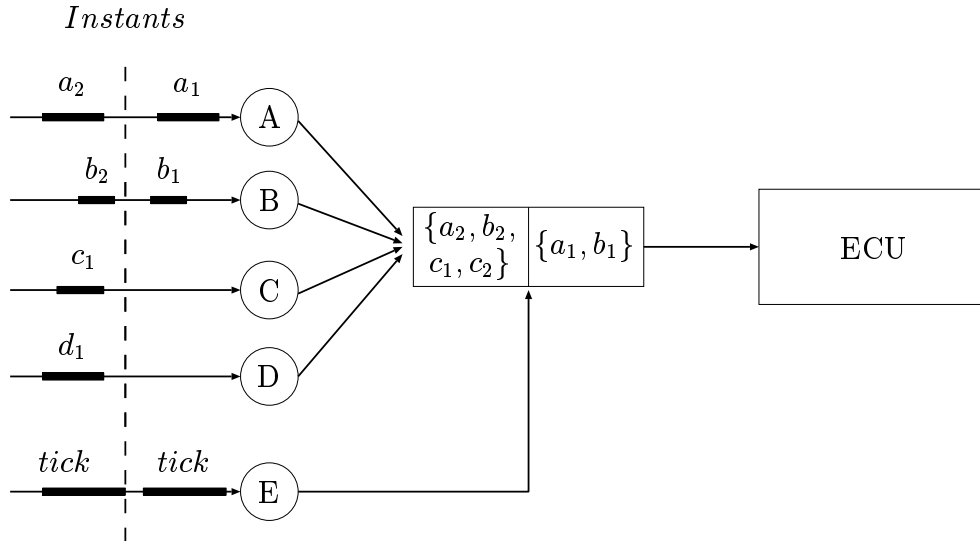 Instants
a₂ a₁
A
b₂ b₁
B
{a₂, b₂,
c₁, c₂}
{a₁, b₁}
ECU
c₁
C
d₁
D
tick tick
E